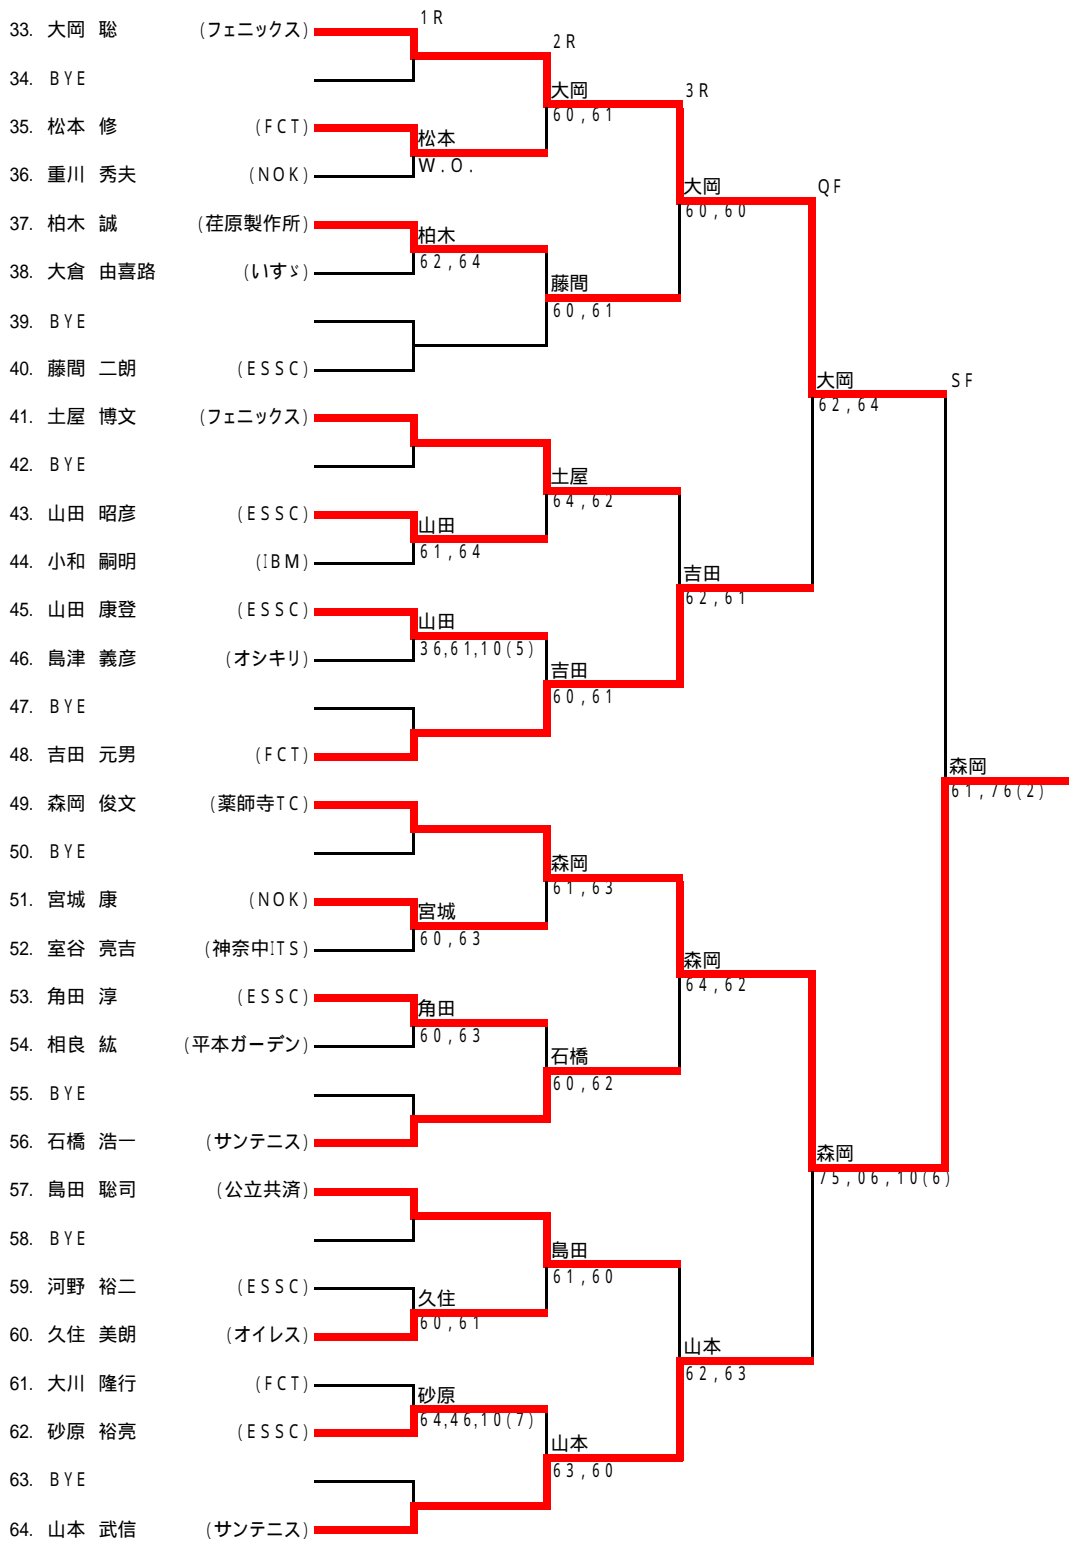 1R
33. 大岡 聡 (フェニックス)
2R
34. BYE
大岡
3R
60,61
35. 松本 修 (FCT)
松本
W.O.
36. 重川 秀夫 (NOK)
大岡
QF
60,60
37. 柏木 誠 (荏原製作所)
柏木
62,64
38. 大倉 由喜路 (いすゞ)
藤間
60,61
39. BYE
40. 藤間 二朗 (ESSC)
大岡
SF
62,64
41. 土屋 博文 (フェニックス)
42. BYE
土屋
64,62
43. 山田 昭彦 (ESSC)
山田
61,64
44. 小和 嗣明 (IBM)
吉田
62,61
45. 山田 康登 (ESSC)
山田
36,61,10(5)
46. 島津 義彦 (オシキリ)
吉田
60,61
47. BYE
48. 吉田 元男 (FCT)
森岡
61,76(2)
49. 森岡 俊文 (薬師寺TC)
50. BYE
森岡
61,63
51. 宮城 康 (NOK)
宮城
60,63
52. 室谷 亮吉 (神奈中ITS)
森岡
64,62
53. 角田 淳 (ESSC)
角田
60,63
54. 相良 紘 (平本ガーデン)
石橋
60,62
55. BYE
56. 石橋 浩一 (サンテニス)
森岡
75,06,10(6)
57. 島田 聡司 (公立共済)
58. BYE
島田
61,60
59. 河野 裕二 (ESSC)
久住
60,61
60. 久住 美朗 (オイレス)
山本
62,63
61. 大川 隆行 (FCT)
砂原
64,46,10(7)
62. 砂原 裕亮 (ESSC)
山本
63,60
63. BYE
64. 山本 武信 (サンテニス)